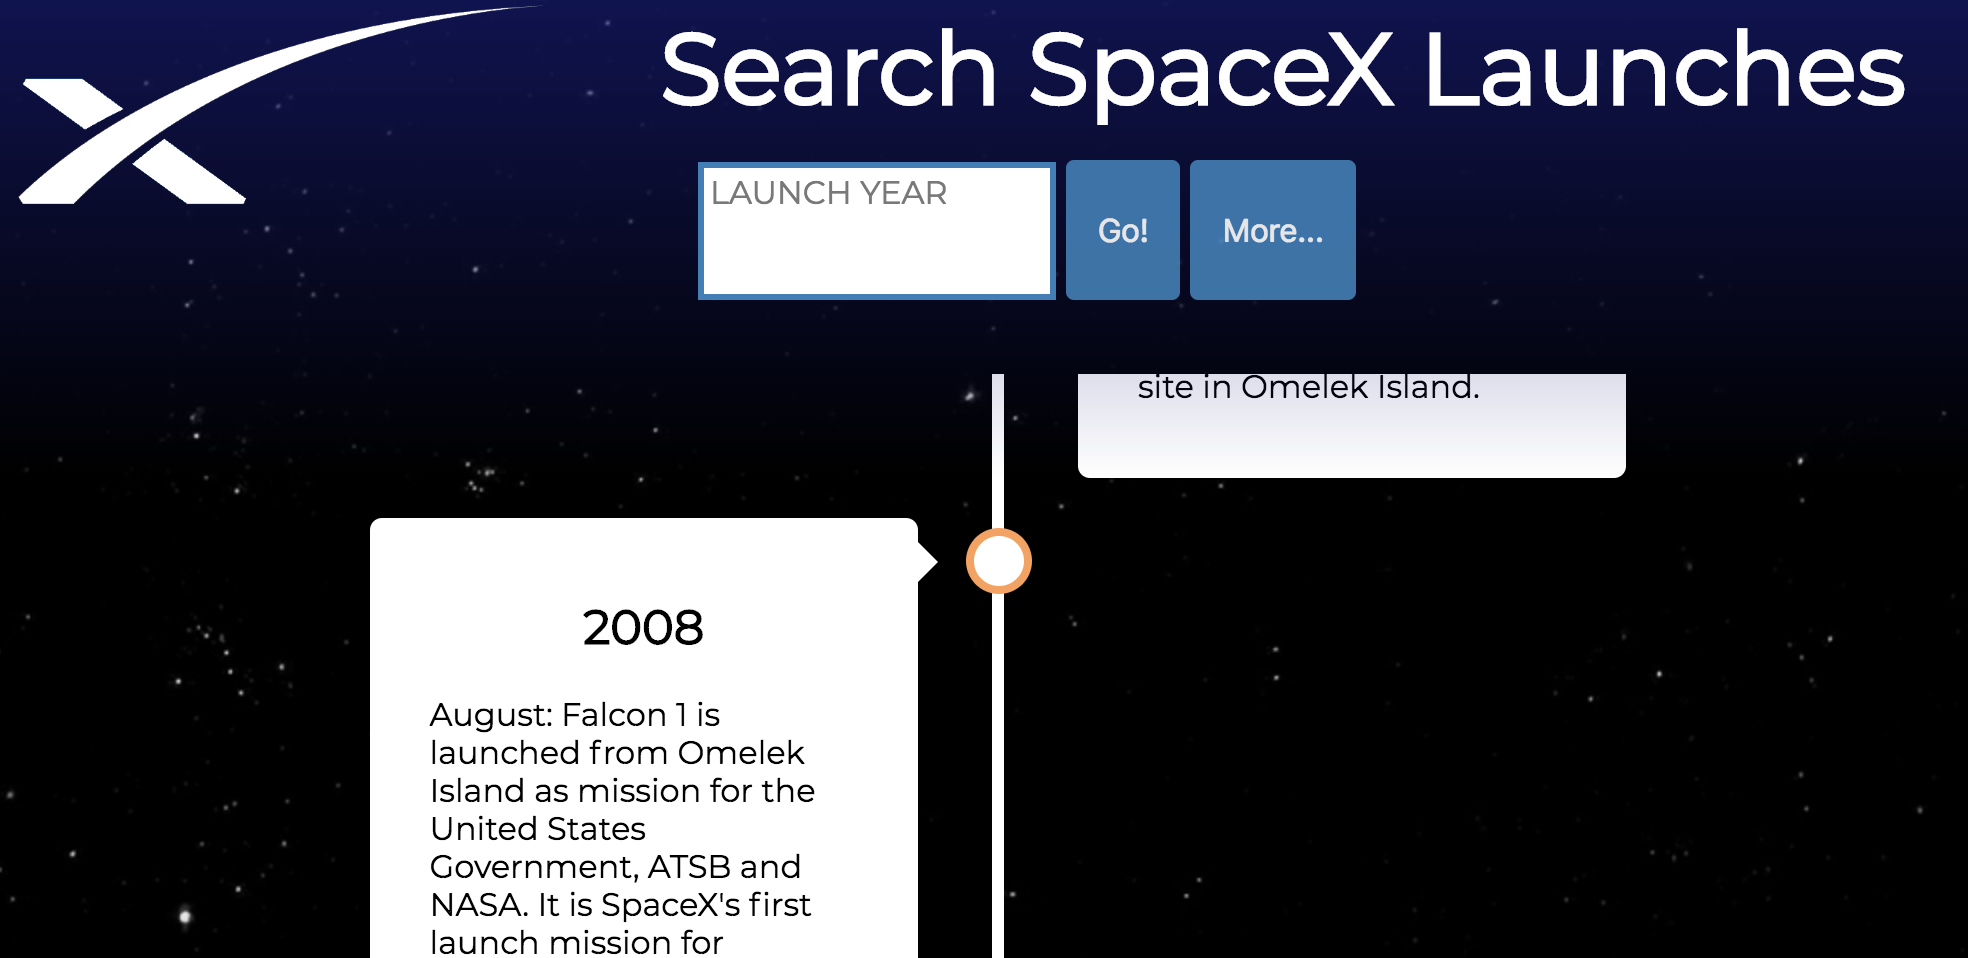 Search SpaceX Launches
LAUNCH YEAR
Go!
More...
site in Omelek Island.
2008
August: Falcon 1 is
launched from Omelek
Island as mission for the
United States
Government, ATSB and
NASA. It is SpaceX's first
launch mission for